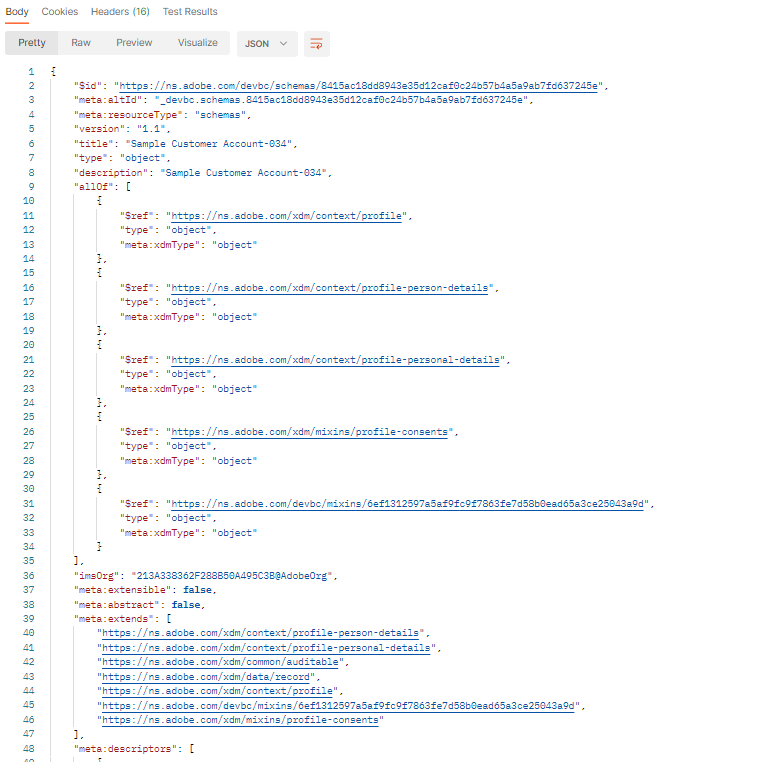 Body Cookies Headers (16) Test Results
Pretty Raw Preview Visualize JSON
1 {
2 "$id": "https://ns.adobe.com/devbc/schemas/8415ac18dd8943e35d12caf0c24b57b4a5a9ab7fd637245e",
3 "meta:altId": "_devbc.schemas.8415ac18dd8943e35d12caf0c24b57b4a5a9ab7fd637245e",
4 "meta:resourceType": "schemas",
5 "version": "1.1",
6 "title": "Sample Customer Account-034",
7 "type": "object",
8 "description": "Sample Customer Account-034",
9 "allOf": [
10 {
11 "$ref": "https://ns.adobe.com/xdm/context/profile",
12 "type": "object",
13 "meta:xdmType": "object"
14 },
15 {
16 "$ref": "https://ns.adobe.com/xdm/context/profile-person-details",
17 "type": "object",
18 "meta:xdmType": "object"
19 },
20 {
21 "$ref": "https://ns.adobe.com/xdm/context/profile-personal-details",
22 "type": "object",
23 "meta:xdmType": "object"
24 },
25 {
26 "$ref": "https://ns.adobe.com/xdm/mixins/profile-consents",
27 "type": "object",
28 "meta:xdmType": "object"
29 },
30 {
31 "$ref": "https://ns.adobe.com/devbc/mixins/6ef1312597a5af9fc9f7863fe7d58b0ead65a3ce25043a9d",
32 "type": "object",
33 "meta:xdmType": "object"
34 }
35 ],
36 "imsOrg": "213A338362F288B50A495C3B@AdobeOrg",
37 "meta:extensible": false,
38 "meta:abstract": false,
39 "meta:extends": [
40 "https://ns.adobe.com/xdm/context/profile-person-details",
41 "https://ns.adobe.com/xdm/context/profile-personal-details",
42 "https://ns.adobe.com/xdm/common/auditable",
43 "https://ns.adobe.com/xdm/data/record",
44 "https://ns.adobe.com/xdm/context/profile",
45 "https://ns.adobe.com/devbc/mixins/6ef1312597a5af9fc9f7863fe7d58b0ead65a3ce25043a9d",
46 "https://ns.adobe.com/xdm/mixins/profile-consents"
47 ],
48 "meta:descriptors": [